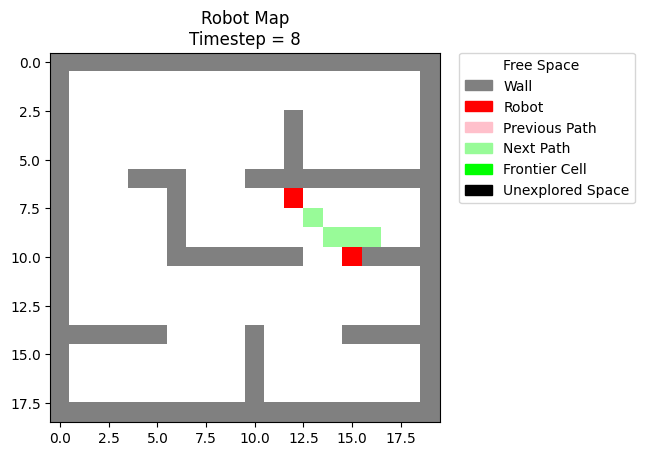 Robot Map
Timestep = 8
0.0
2.5
5.0
7.5
10.0
12.5
15.0
17.5
0.0
2.5
5.0
7.5
10.0
12.5
15.0
17.5
Free Space
Wall
Robot
Previous Path
Next Path
Frontier Cell
Unexplored Space